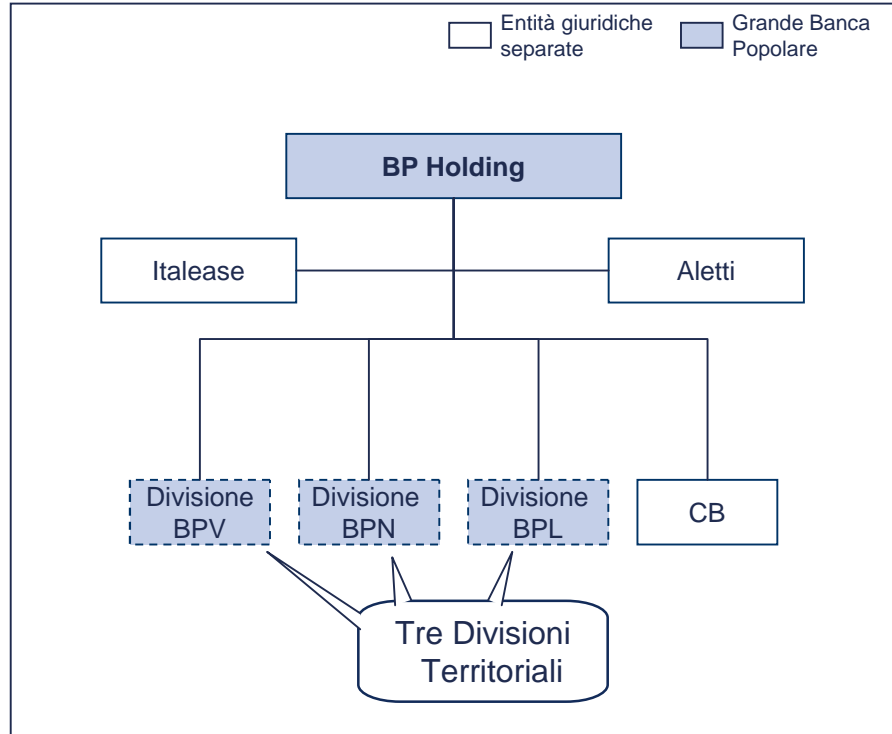 Entità giuridiche
separate
Grande Banca
Popolare
BP Holding
Italease
Aletti
Divisione
BPV
Divisione
BPN
Divisione
BPL
CB
Tre Divisioni
Territoriali